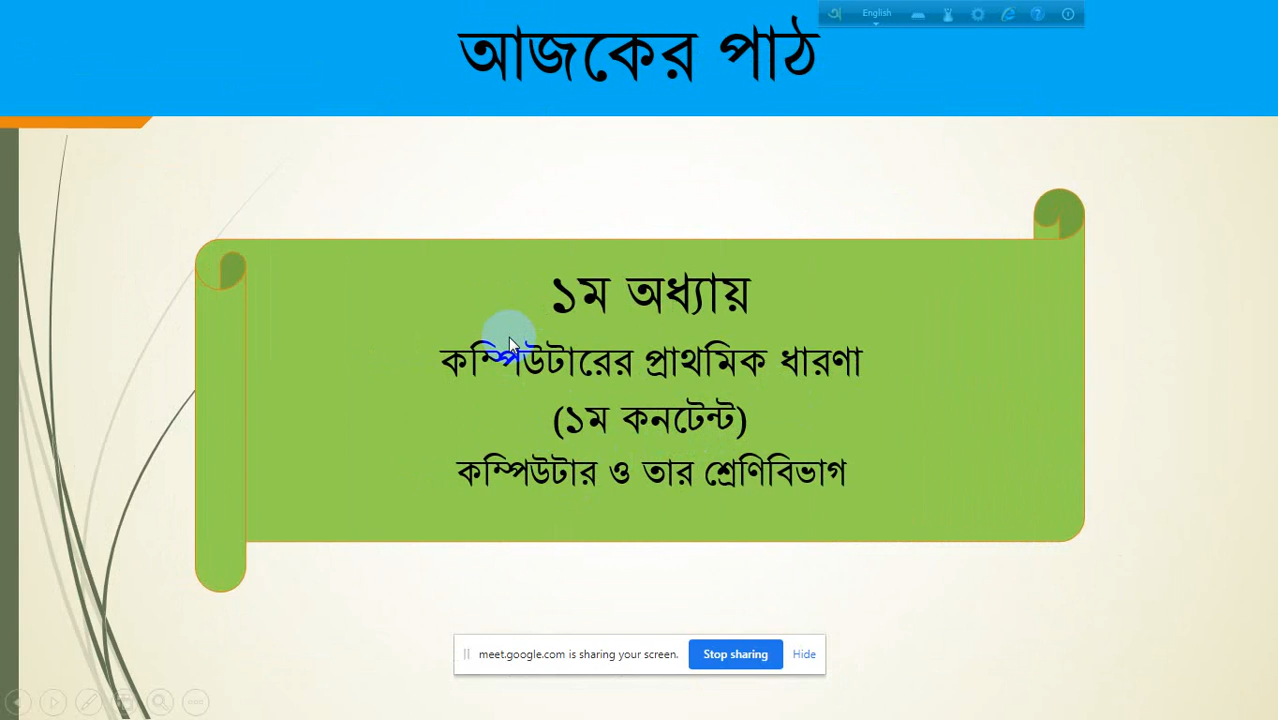 English
আজকের পাঠ
১ম অধ্যায়
কম্পিউটারের প্রাথমিক ধারণা
(১ম কনটেন্ট)
কম্পিউটার ও তার শ্রেণিবিভাগ
meet.google.com is sharing your screen. Stop sharing Hide